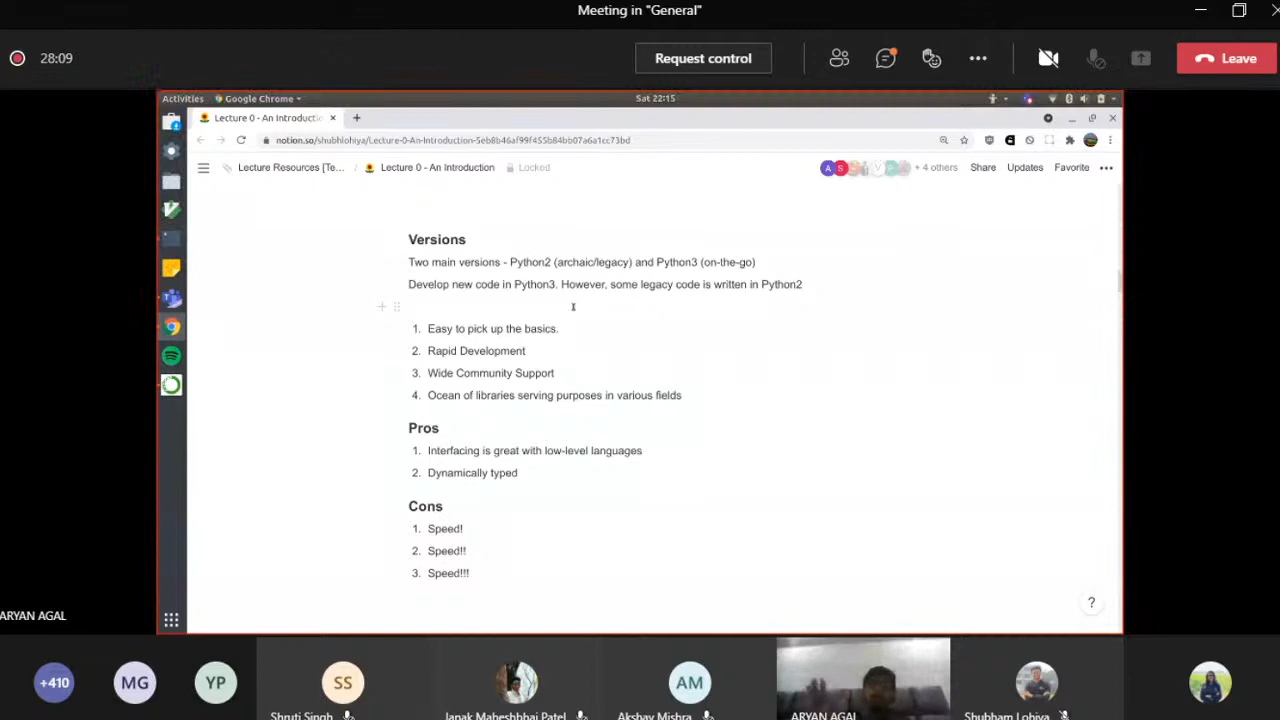 Meeting in "General"
28:09
Request control
Leave
Activities
Google Chrome
Sat 22:15
Lecture 0 - An Introductic
notion.so/shubhlohiya/Lecture-0-An-Introduction-5eb8b46af99f455b84bb07a6a1cc73bd
Lecture Resources [Te...
/
Lecture 0 - An Introduction
Locked
A S V P + 4 others
Share
Updates
Favorite
Versions
Two main versions - Python2 (archaic/legacy) and Python3 (on-the-go)
Develop new code in Python3. However, some legacy code is written in Python2
1. Easy to pick up the basics.
2. Rapid Development
3. Wide Community Support
4. Ocean of libraries serving purposes in various fields
Pros
1. Interfacing is great with low-level languages
2. Dynamically typed
Cons
1. Speed!
2. Speed!!
3. Speed!!!
?
ARYAN AGAL
+410
MG
YP
SS
AM
Shruti Singh
Janak Maheshbhai Patel
Akshay Mishra
ARYAN AGAL
Shubham Lohiya